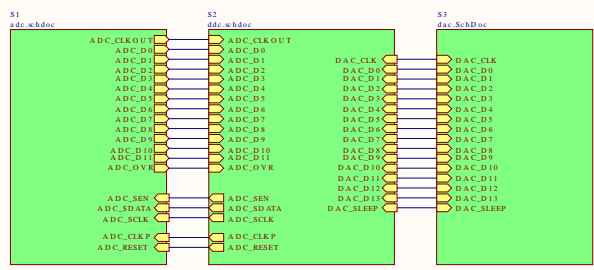 S1
adc.schdoc
ADC_CLKOUT
ADC_D0
ADC_D1
ADC_D2
ADC_D3
ADC_D4
ADC_D5
ADC_D6
ADC_D7
ADC_D8
ADC_D9
ADC_D10
ADC_D11
ADC_OVR
ADC_SEN
ADC_SDATA
ADC_SCLK
ADC_CLKP
ADC_RESET
S2
ddc.schdoc
ADC_CLKOUT
ADC_D0
ADC_D1
ADC_D2
ADC_D3
ADC_D4
ADC_D5
ADC_D6
ADC_D7
ADC_D8
ADC_D9
ADC_D10
ADC_D11
ADC_OVR
ADC_SEN
ADC_SDATA
ADC_SCLK
ADC_CLKP
ADC_RESET
DAC_CLK
DAC_D0
DAC_D1
DAC_D2
DAC_D3
DAC_D4
DAC_D5
DAC_D6
DAC_D7
DAC_D8
DAC_D9
DAC_D10
DAC_D11
DAC_D12
DAC_D13
DAC_SLEEP
S3
dac.SchDoc
DAC_CLK
DAC_D0
DAC_D1
DAC_D2
DAC_D3
DAC_D4
DAC_D5
DAC_D6
DAC_D7
DAC_D8
DAC_D9
DAC_D10
DAC_D11
DAC_D12
DAC_D13
DAC_SLEEP